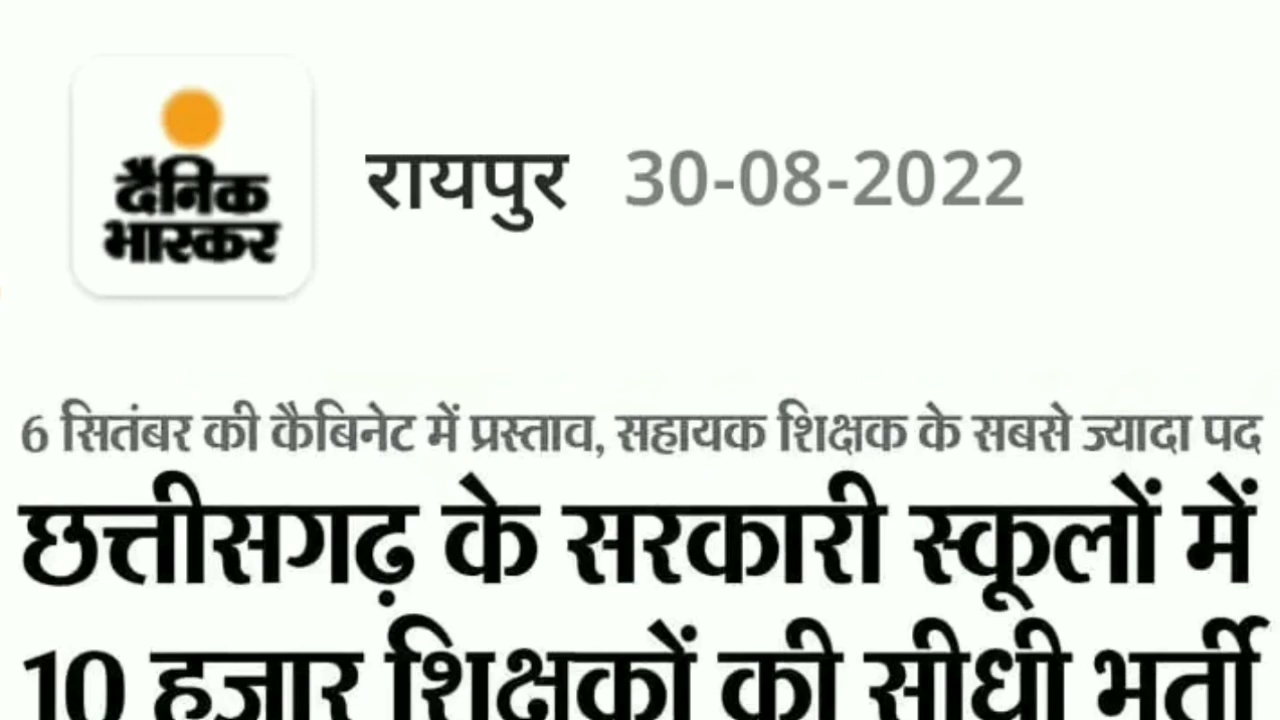 दैनिक
भास्कर
रायपुर 30-08-2022
6 सितंबर की कैबिनेट में प्रस्ताव, सहायक शिक्षक के सबसे ज्यादा पद
छत्तीसगढ़ के सरकारी स्कूलों में
10 हजार शिक्षकों की सीधी भर्ती